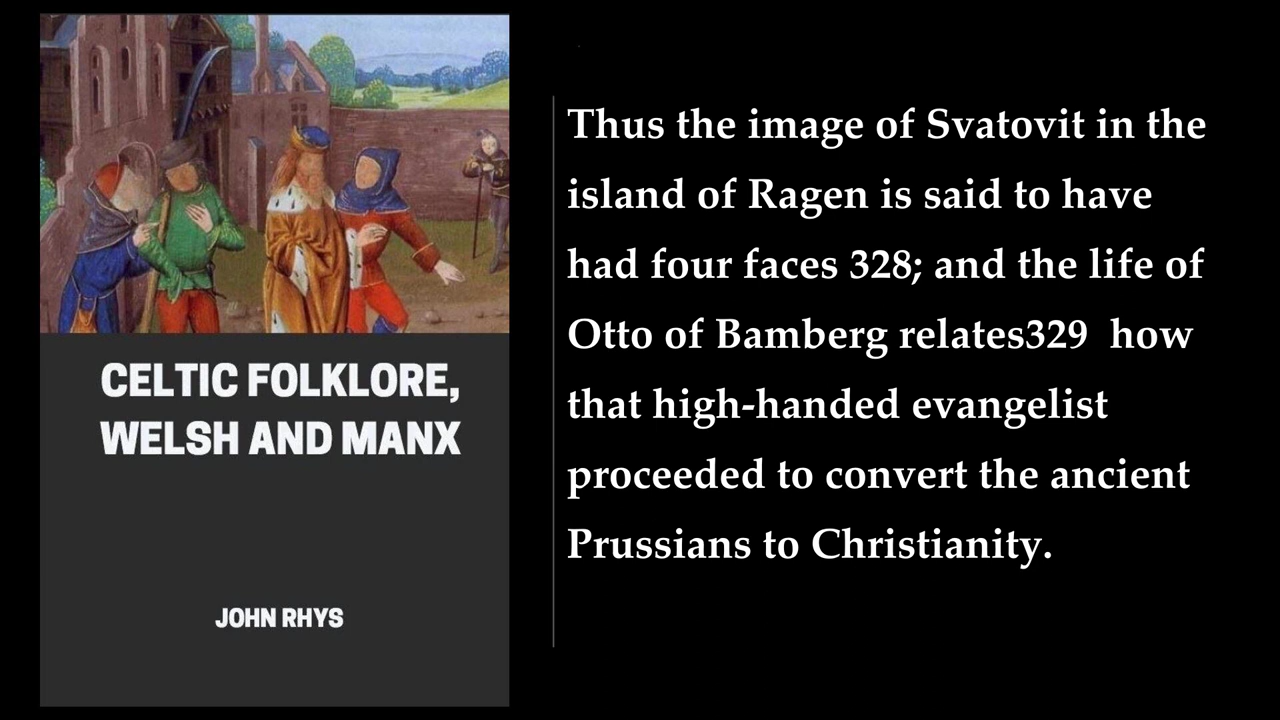 CELTIC FOLKLORE,
WELSH AND MANX
JOHN RHYS
Thus the image of Svatovit in the
island of Ragen is said to have
had four faces 328; and the life of
Otto of Bamberg relates329  how
that high-handed evangelist
proceeded to convert the ancient
Prussians to Christianity.